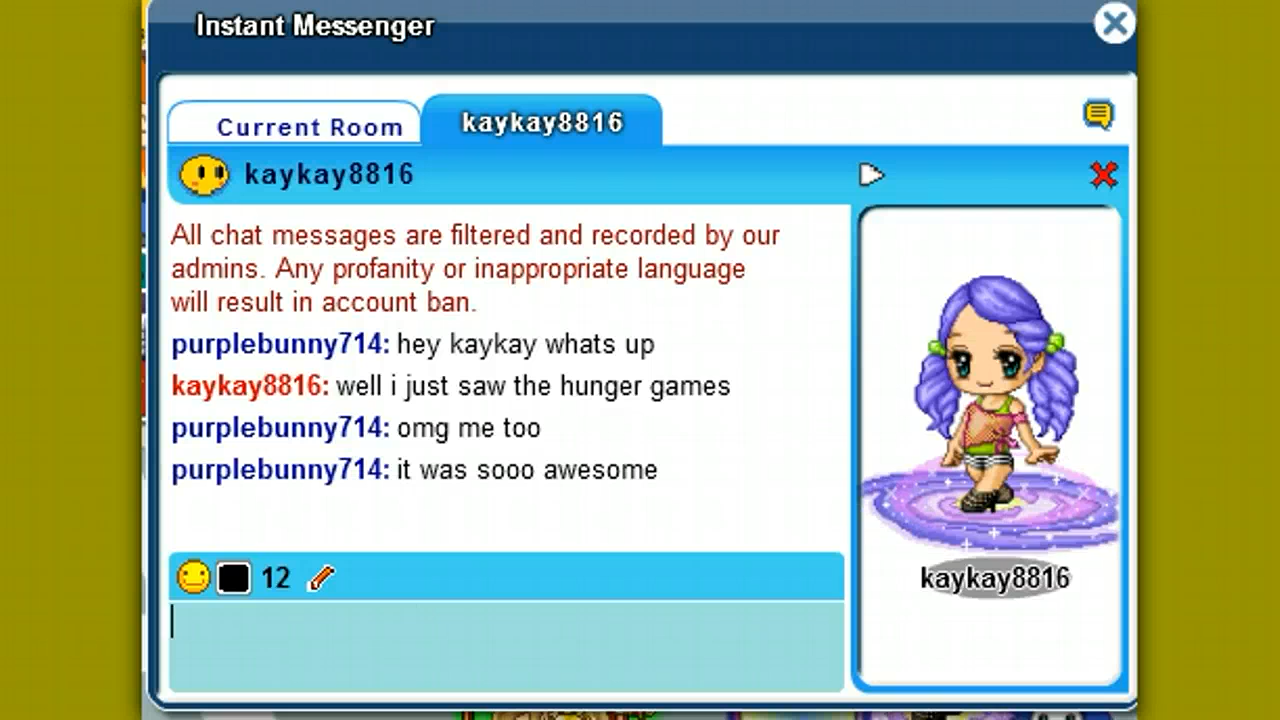 Instant Messenger
Current Room
kaykay8816
kaykay8816
All chat messages are filtered and recorded by our
admins. Any profanity or inappropriate language
will result in account ban.
purplebunny714: hey kaykay whats up
kaykay8816: well i just saw the hunger games
purplebunny714: omg me too
purplebunny714: it was sooo awesome
12
kaykay8816